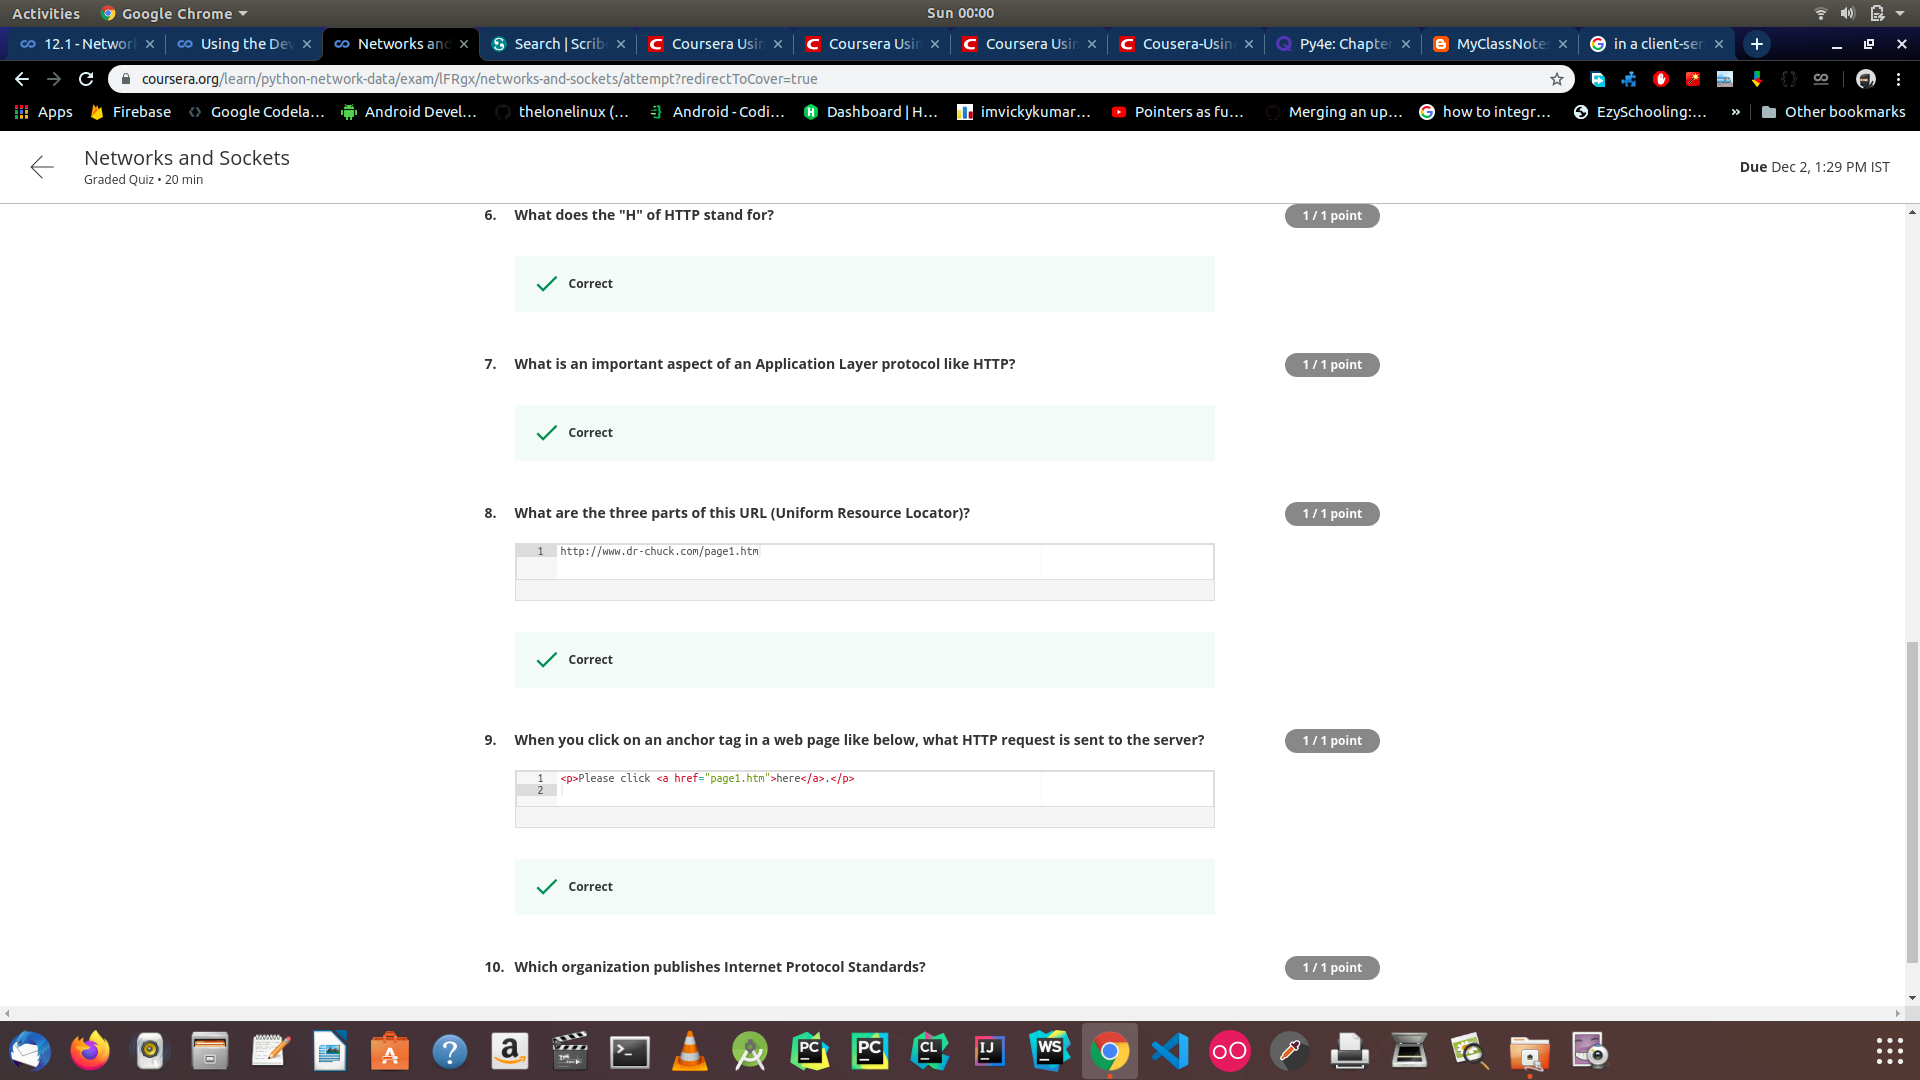 Activities Google Chrome Sun 00:00
12.1 - Networ Using the Dev Networks and Search | Scrib Coursera Usin Coursera Usin Coursera Usin Cousera-Usin Py4e: Chapter MyClassNotes in a client-ser
coursera.org/learn/python-network-data/exam/lFRgx/networks-and-sockets/attempt?redirectToCover=true
Apps Firebase Google Codela... Android Devel... thelonelinux (... Android - Codi... Dashboard | H... imvickykumar... Pointers as fu... Merging an up... how to integr... EzySchooling:... » Other bookmarks
Networks and Sockets
Graded Quiz • 20 min
Due Dec 2, 1:29 PM IST
6. What does the "H" of HTTP stand for? 1 / 1 point
Correct
7. What is an important aspect of an Application Layer protocol like HTTP? 1 / 1 point
Correct
8. What are the three parts of this URL (Uniform Resource Locator)? 1 / 1 point
1 http://www.dr-chuck.com/page1.htm
Correct
9. When you click on an anchor tag in a web page like below, what HTTP request is sent to the server? 1 / 1 point
1 <p>Please click <a href="page1.htm">here</a>.</p>
2
Correct
10. Which organization publishes Internet Protocol Standards? 1 / 1 point